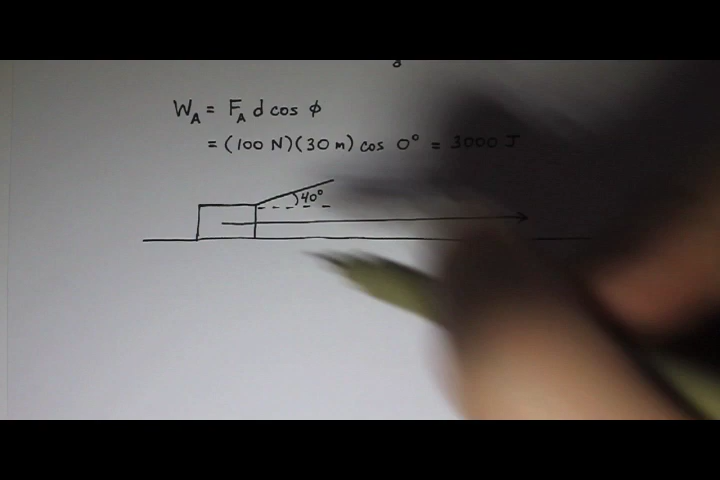 W_A = F_A d cos ϕ
= (100 N)(30 m) cos 0° = 3000 J
40°